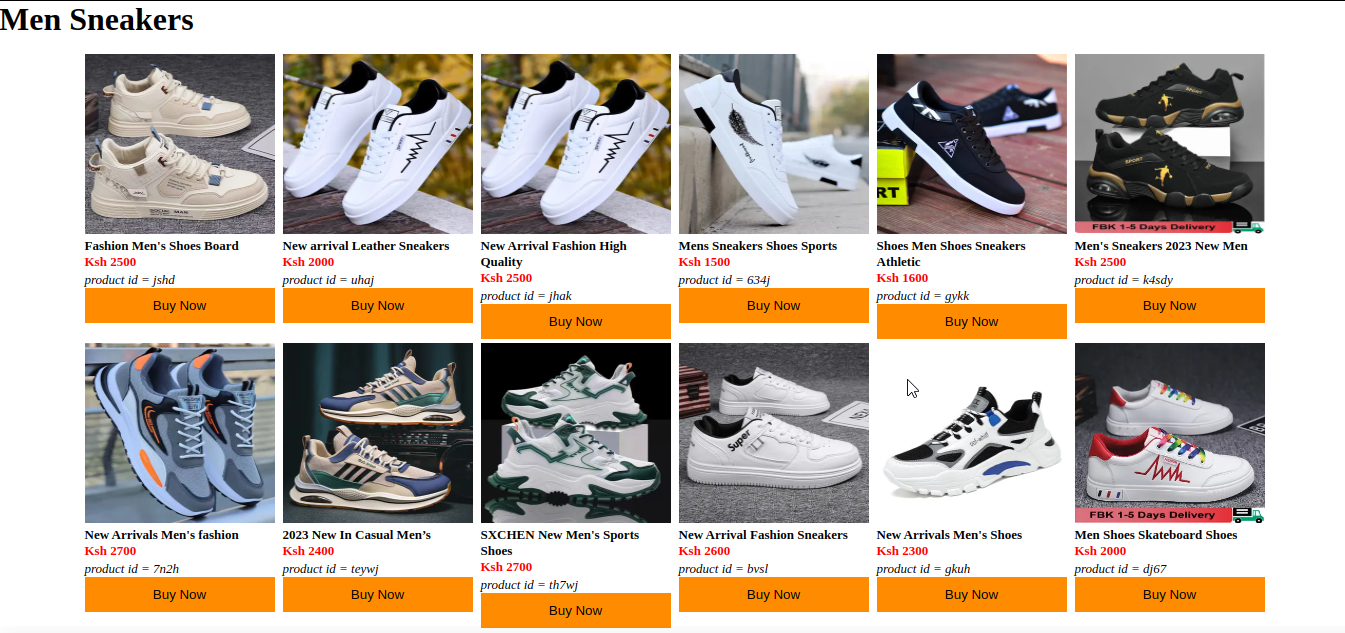 Men Sneakers
SPORT
SPORT
RT
FBK 1-5 Days Delivery
Fashion Men's Shoes Board
Ksh 2500
product id = jshd
Buy Now
New arrival Leather Sneakers
Ksh 2000
product id = uhaj
Buy Now
New Arrival Fashion High
Quality
Ksh 2500
product id = jhak
Buy Now
Mens Sneakers Shoes Sports
Ksh 1500
product id = 634j
Buy Now
Shoes Men Shoes Sneakers
Athletic
Ksh 1600
product id = gykk
Buy Now
Men's Sneakers 2023 New Men
Ksh 2500
product id = k4sdy
Buy Now
Super
FBK 1-5 Days Delivery
New Arrivals Men's fashion
Ksh 2700
product id = 7n2h
Buy Now
2023 New In Casual Men’s
Ksh 2400
product id = teywj
Buy Now
SXCHEN New Men's Sports
Shoes
Ksh 2700
product id = th7wj
Buy Now
New Arrival Fashion Sneakers
Ksh 2600
product id = bvsl
Buy Now
New Arrivals Men's Shoes
Ksh 2300
product id = gkuh
Buy Now
Men Shoes Skateboard Shoes
Ksh 2000
product id = dj67
Buy Now